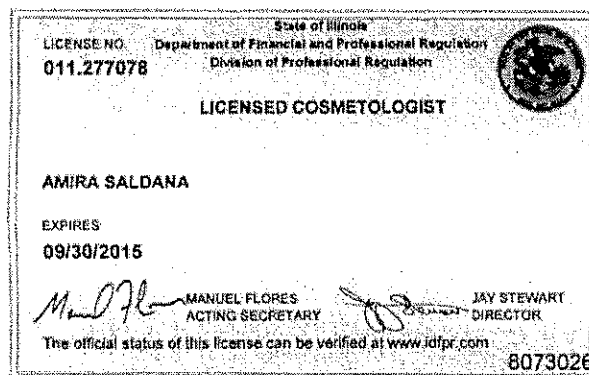 State of Illinois
LICENSE NO. Department of Financial and Professional Regulation
011.277078 Division of Professional Regulation
LICENSED COSMETOLOGIST
AMIRA SALDANA
EXPIRES
09/30/2015
MANUEL FLORES
ACTING SECRETARY
JAY STEWART
DIRECTOR
The official status of this license can be verified at www.idfpr.com
8073026